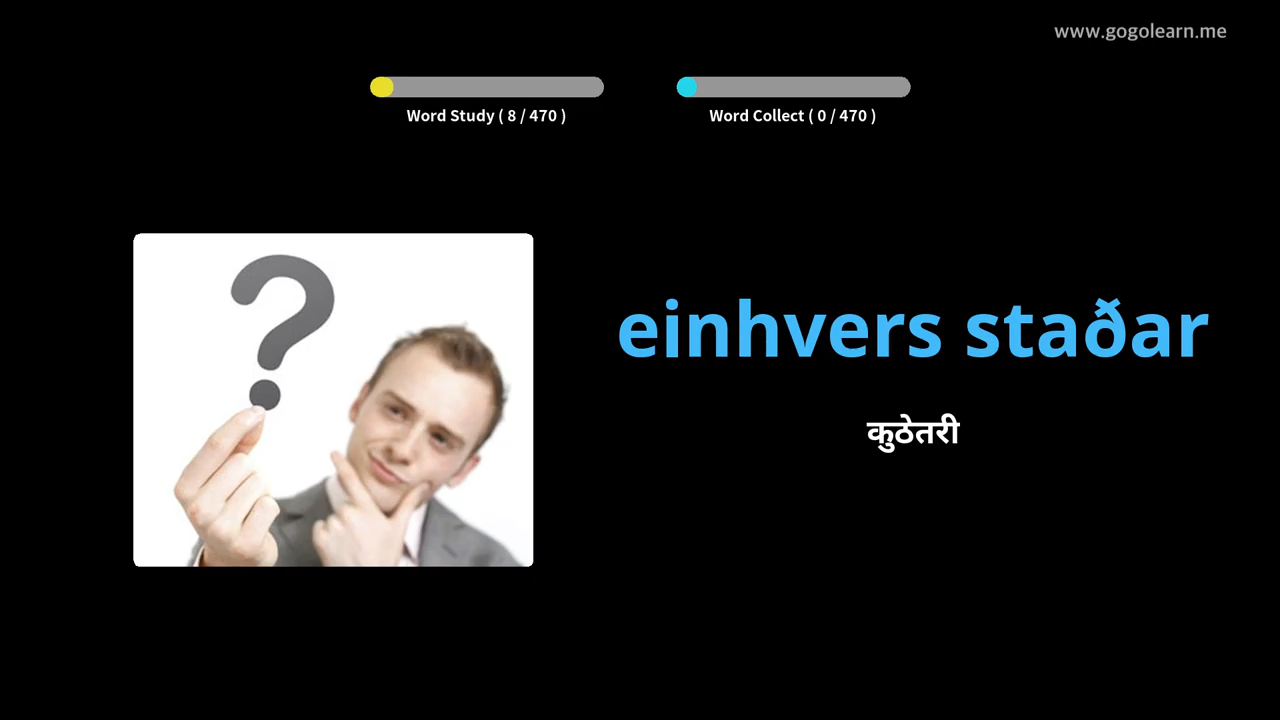 www.gogolearn.me
Word Study ( 8 / 470 )
Word Collect ( 0 / 470 )
einhvers staðar
कुठेतरी